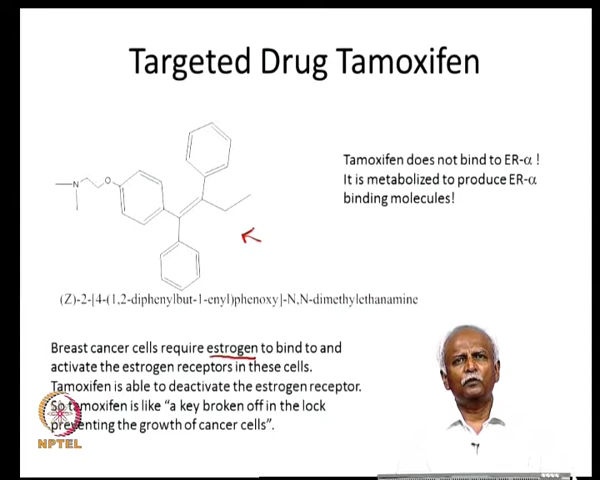 Targeted Drug Tamoxifen
N
O
Tamoxifen does not bind to ER-α !
It is metabolized to produce ER-α
binding molecules!
(Z)-2-[4-(1,2-diphenylbut-1-enyl)phenoxy]-N,N-dimethylethanamine
Breast cancer cells require estrogen to bind to and
activate the estrogen receptors in these cells.
Tamoxifen is able to deactivate the estrogen receptor.
So tamoxifen is like "a key broken off in the lock
preventing the growth of cancer cells".
NPTEL